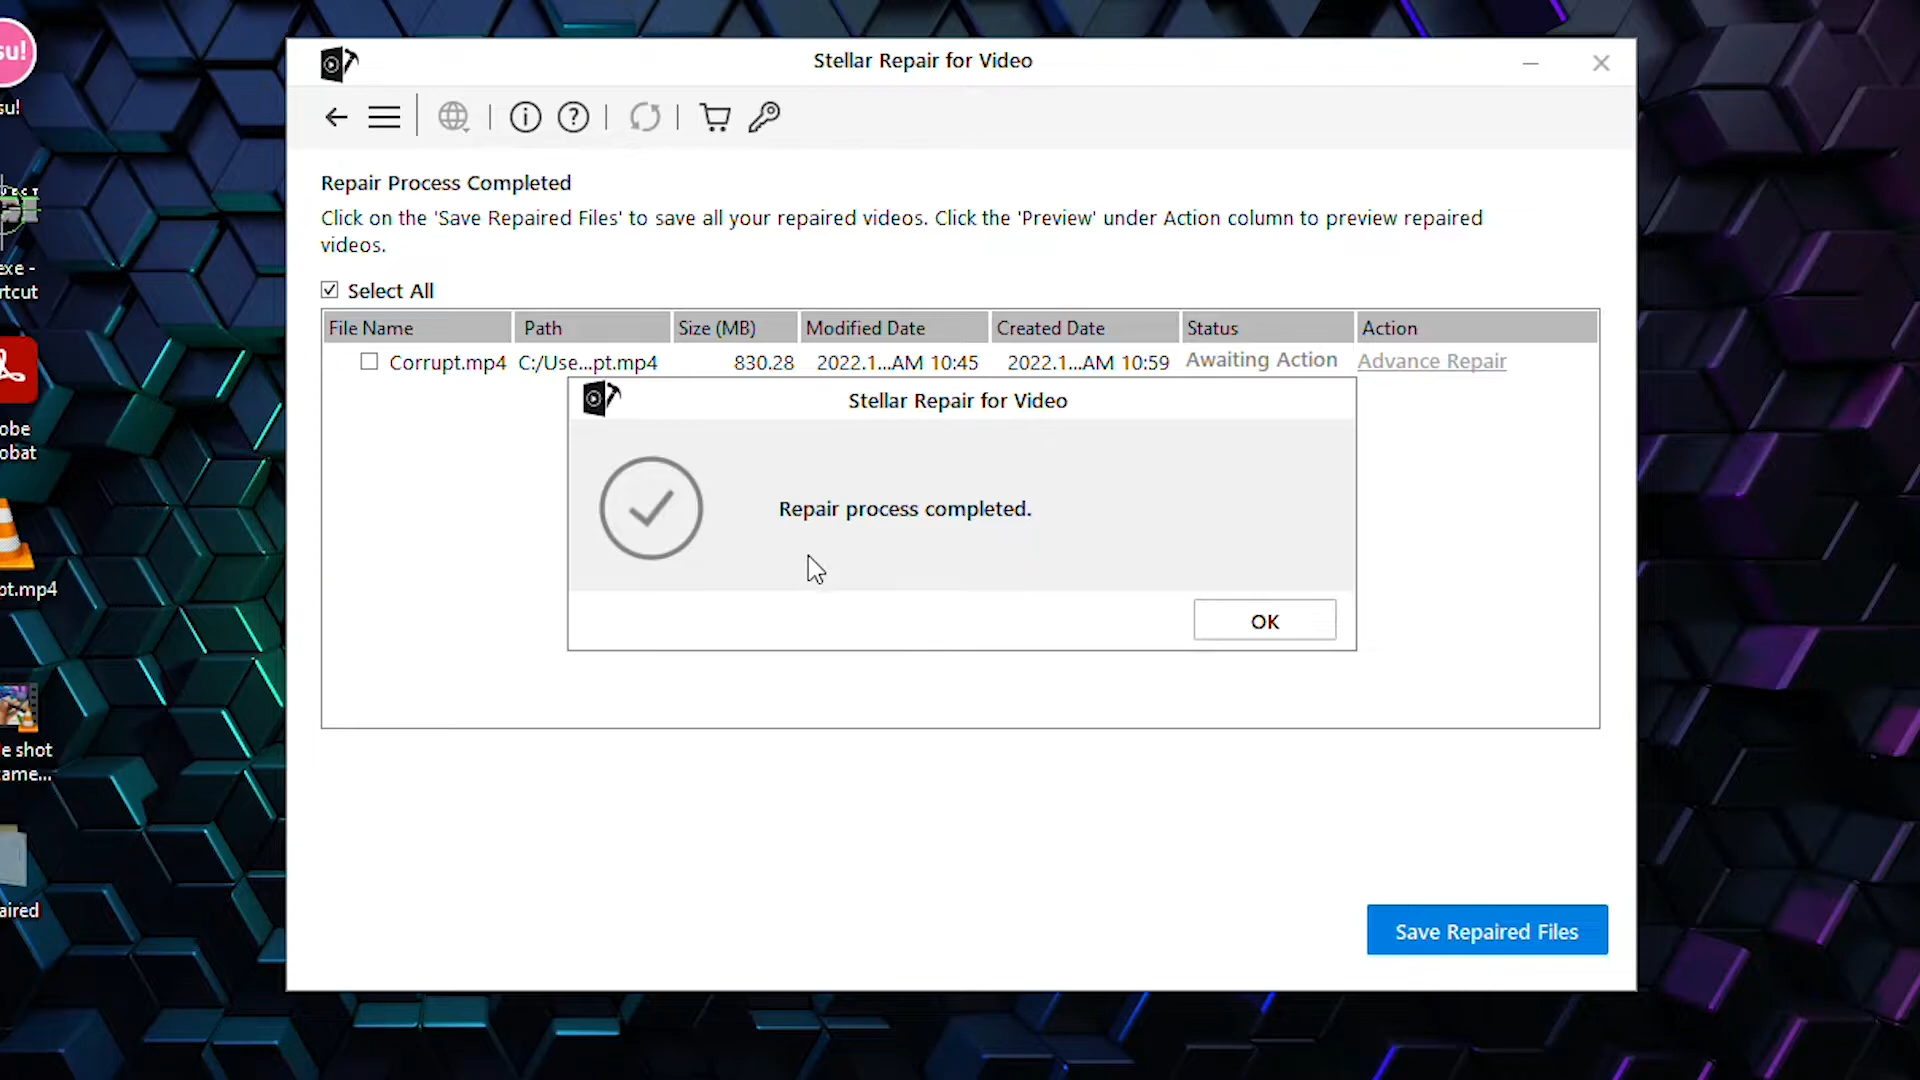 su!
su!
JECT
exe -
rtcut
obe
obat
pt.mp4
e shot
ame...
aired
Stellar Repair for Video
Repair Process Completed
Click on the 'Save Repaired Files' to save all your repaired videos. Click the 'Preview' under Action column to preview repaired
videos.
Select All
File Name Path Size (MB) Modified Date Created Date Status Action
Corrupt.mp4 C:/Use...pt.mp4 830.28 2022.1...AM 10:45 2022.1...AM 10:59 Awaiting Action Advance Repair
Stellar Repair for Video
Repair process completed.
OK
Save Repaired Files